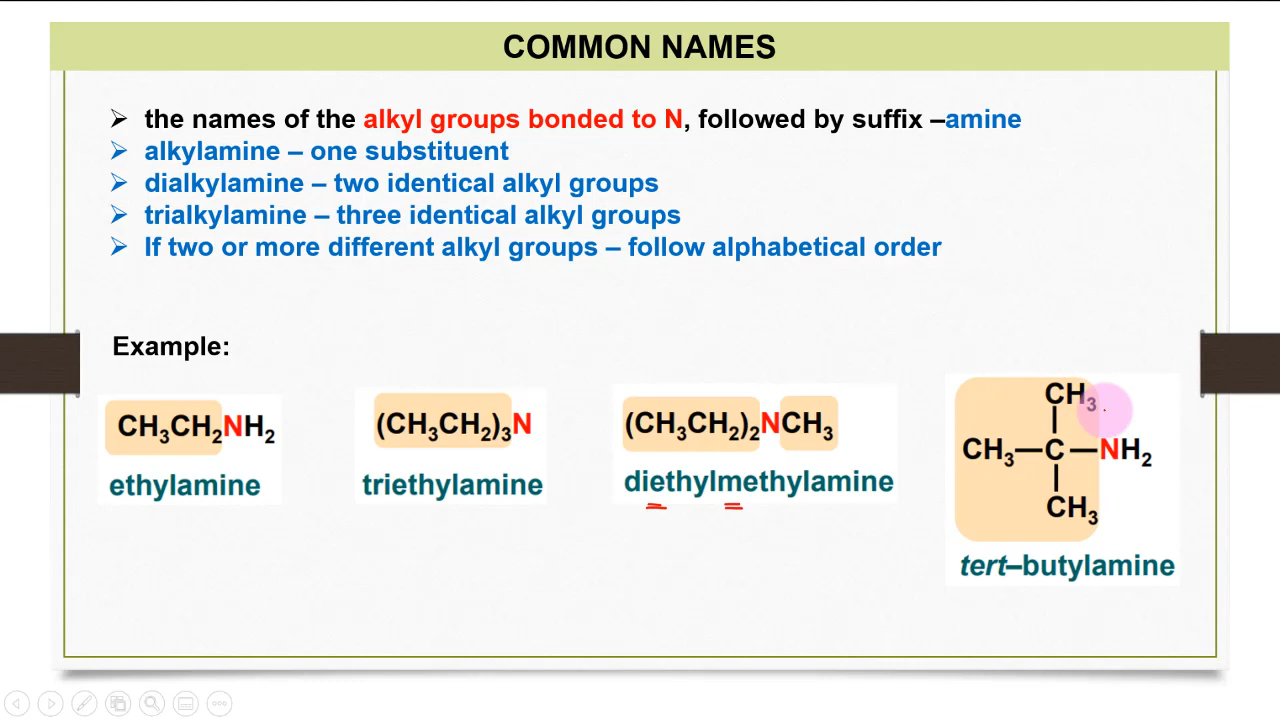 COMMON NAMES
➢ the names of the alkyl groups bonded to N, followed by suffix –amine
➢ alkylamine – one substituent
➢ dialkylamine – two identical alkyl groups
➢ trialkylamine – three identical alkyl groups
➢ If two or more different alkyl groups – follow alphabetical order
Example:
CH₃CH₂NH₂
ethylamine
(CH₃CH₂)₃N
triethylamine
(CH₃CH₂)₂NCH₃
diethylmethylamine
CH₃
CH₃—C—NH₂
CH₃
tert–butylamine